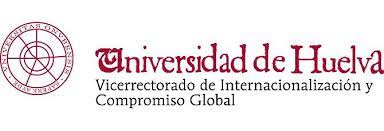 Universidad de Huelva
Vicerrectorado de Internacionalización y
Compromiso Global